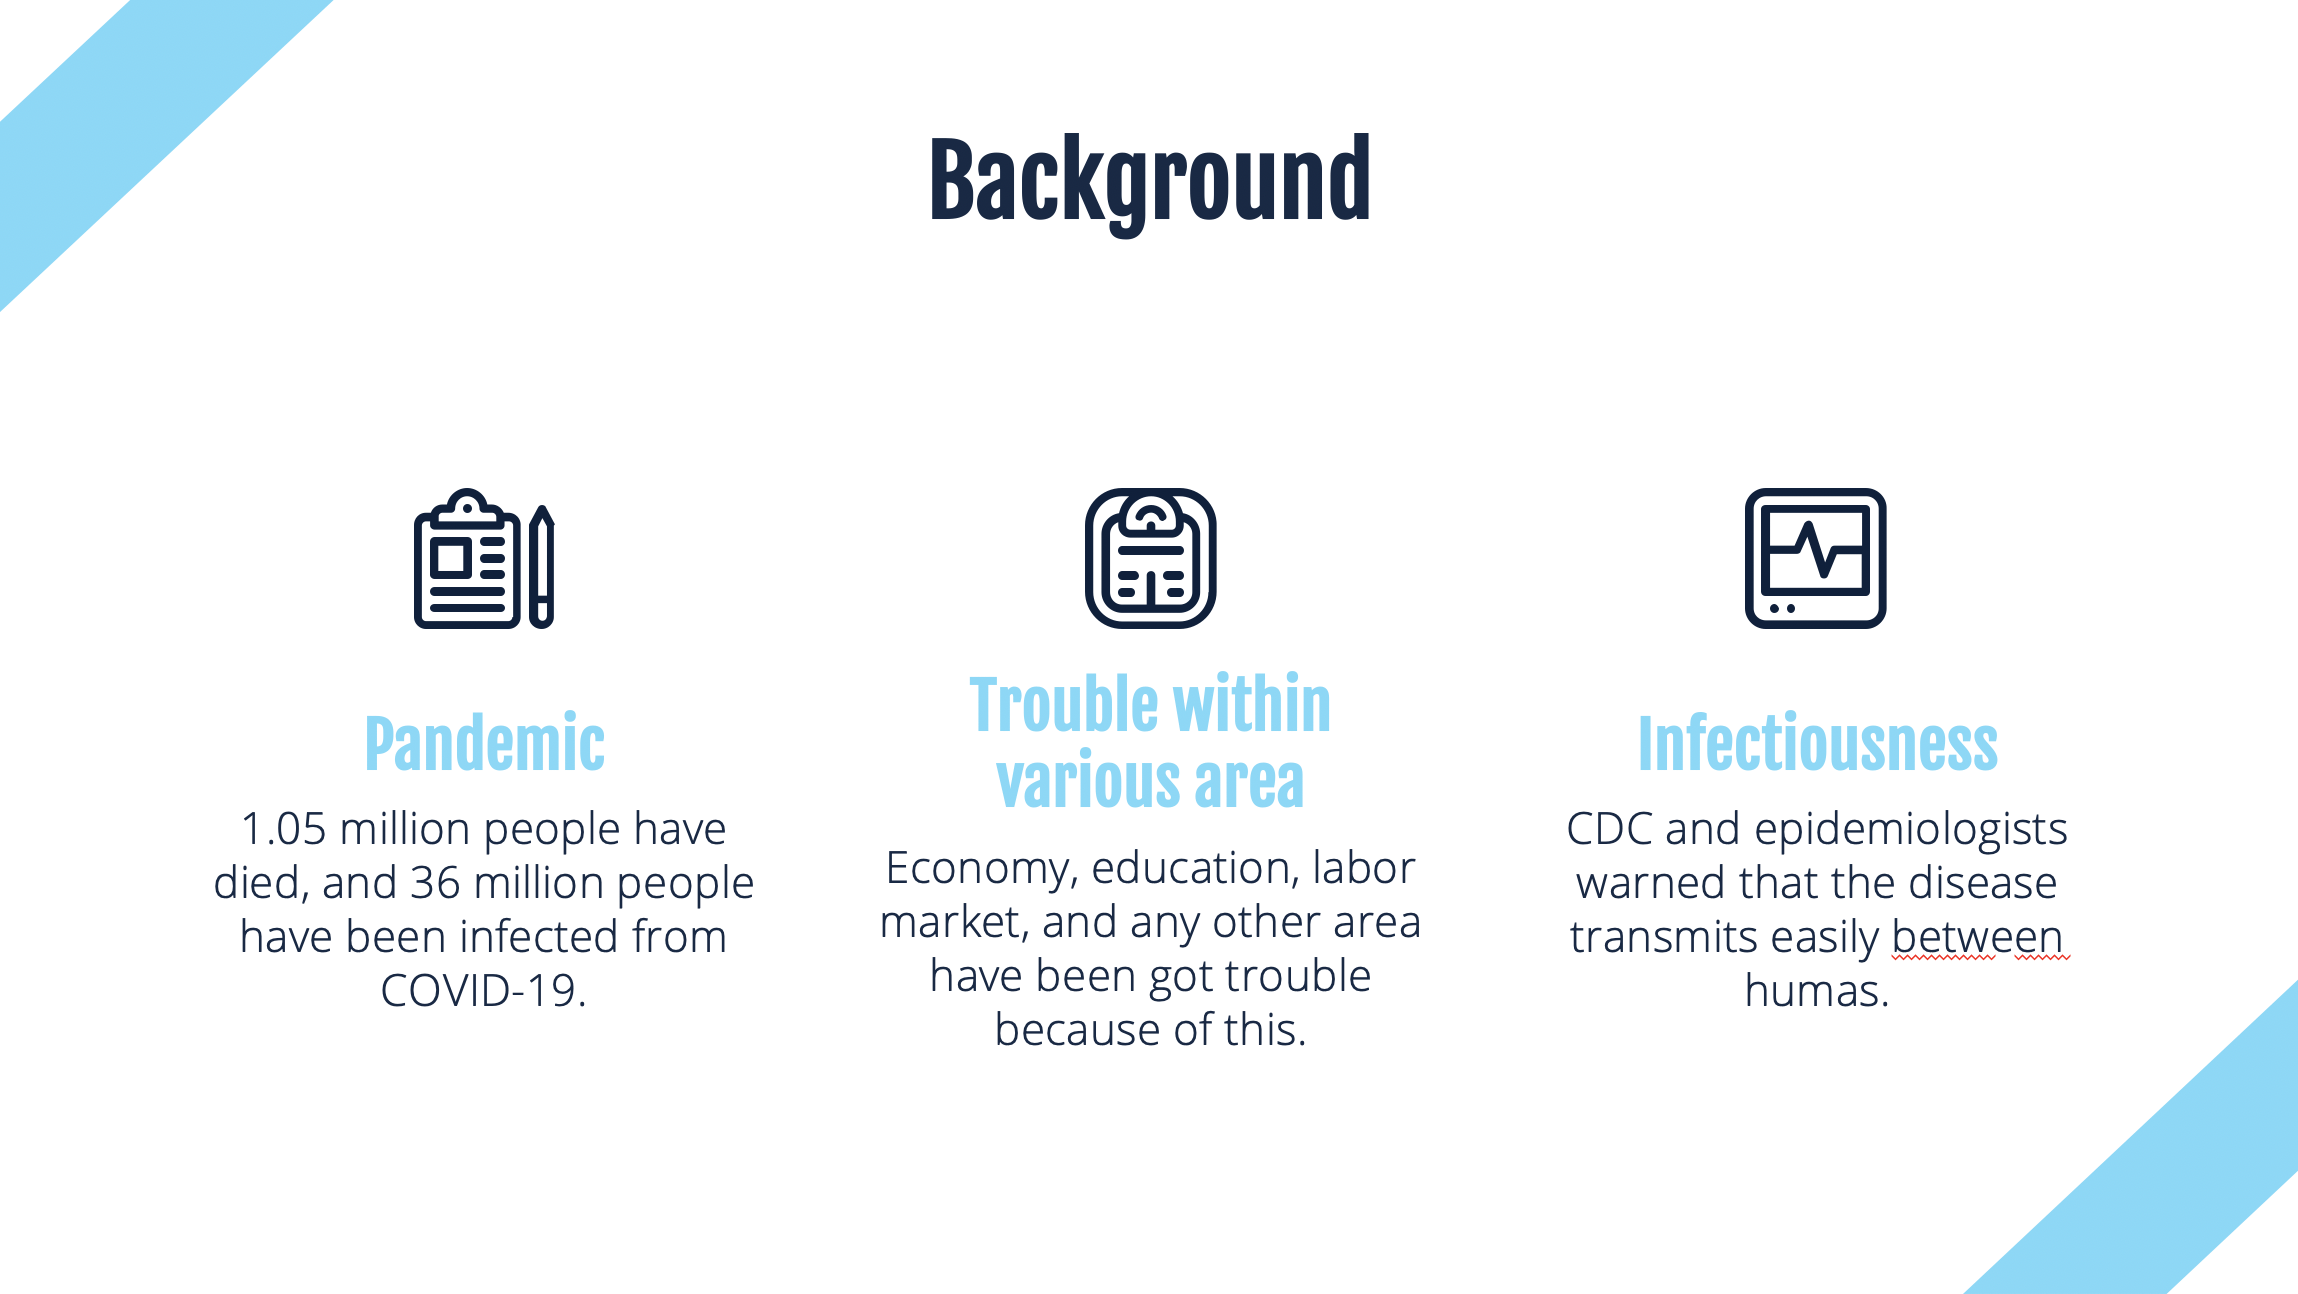 Background
Pandemic
1.05 million people have
died, and 36 million people
have been infected from
COVID-19.
Trouble within
various area
Economy, education, labor
market, and any other area
have been got trouble
because of this.
Infectiousness
CDC and epidemiologists
warned that the disease
transmits easily between
humas.